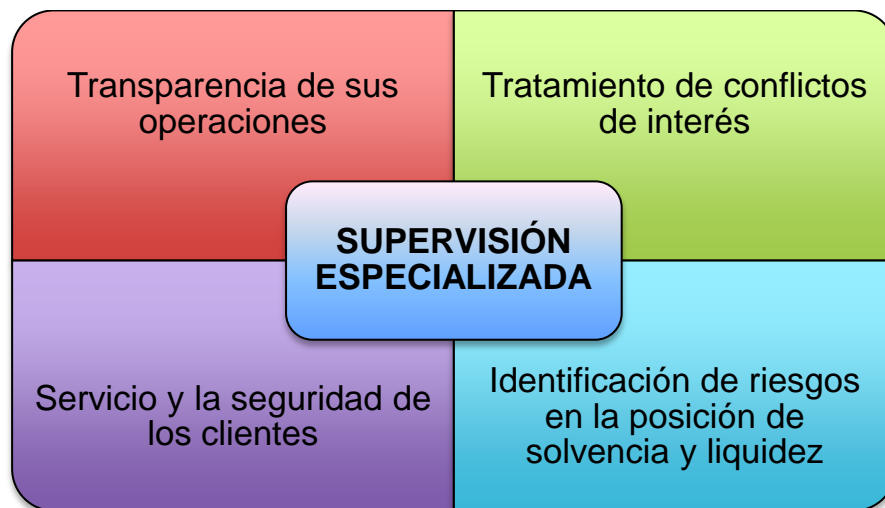 Transparencia de sus
operaciones
Tratamiento de conflictos
de interés
SUPERVISIÓN
ESPECIALIZADA
Servicio y la seguridad de
los clientes
Identificación de riesgos
en la posición de
solvencia y liquidez